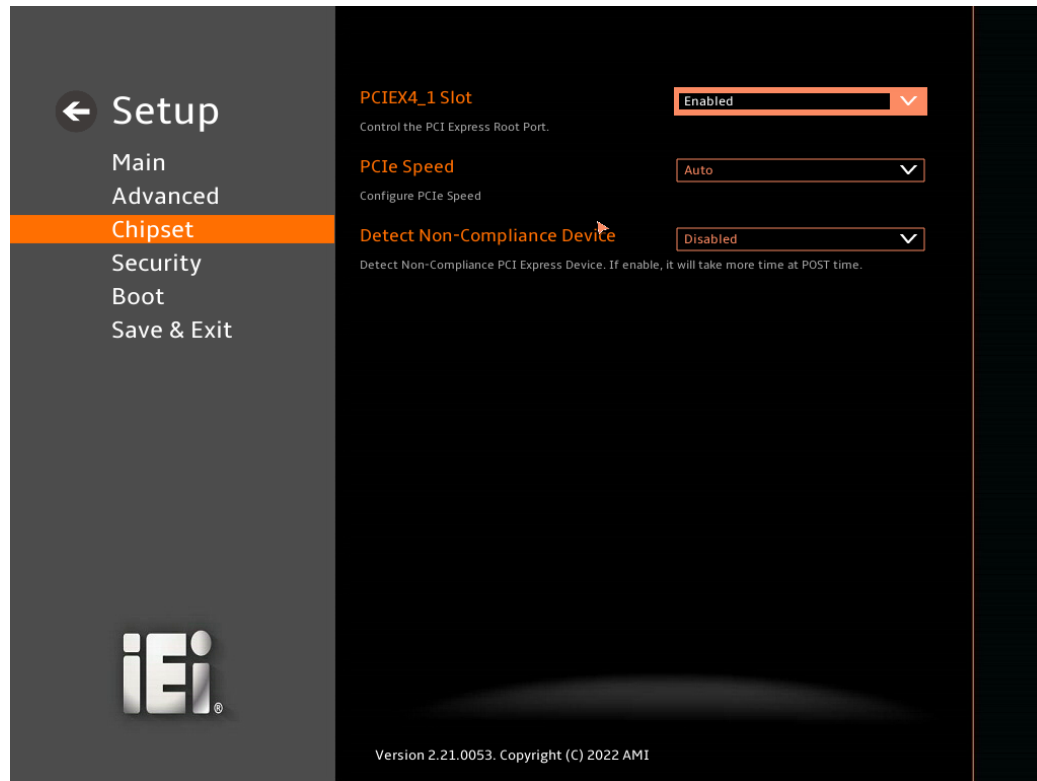 Setup
Main
Advanced
Chipset
Security
Boot
Save & Exit
PCIEX4_1 Slot
Enabled
Control the PCI Express Root Port.
PCIe Speed
Auto
Configure PCIe Speed
Detect Non-Compliance Device
Disabled
Detect Non-Compliance PCI Express Device. If enable, it will take more time at POST time.
iEi®
Version 2.21.0053. Copyright (C) 2022 AMI